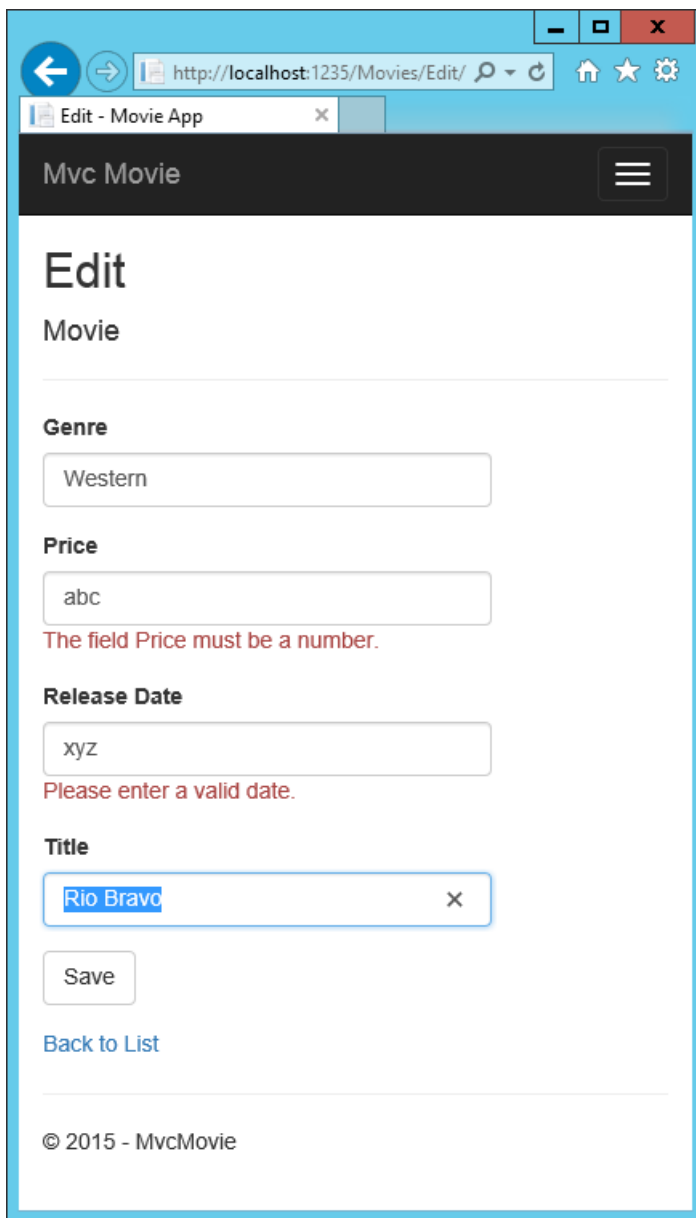 http://localhost:1235/Movies/Edit/
Edit - Movie App
Mvc Movie
Edit
Movie
Genre
Western
Price
abc
The field Price must be a number.
Release Date
xyz
Please enter a valid date.
Title
Rio Bravo
Save
Back to List
© 2015 - MvcMovie